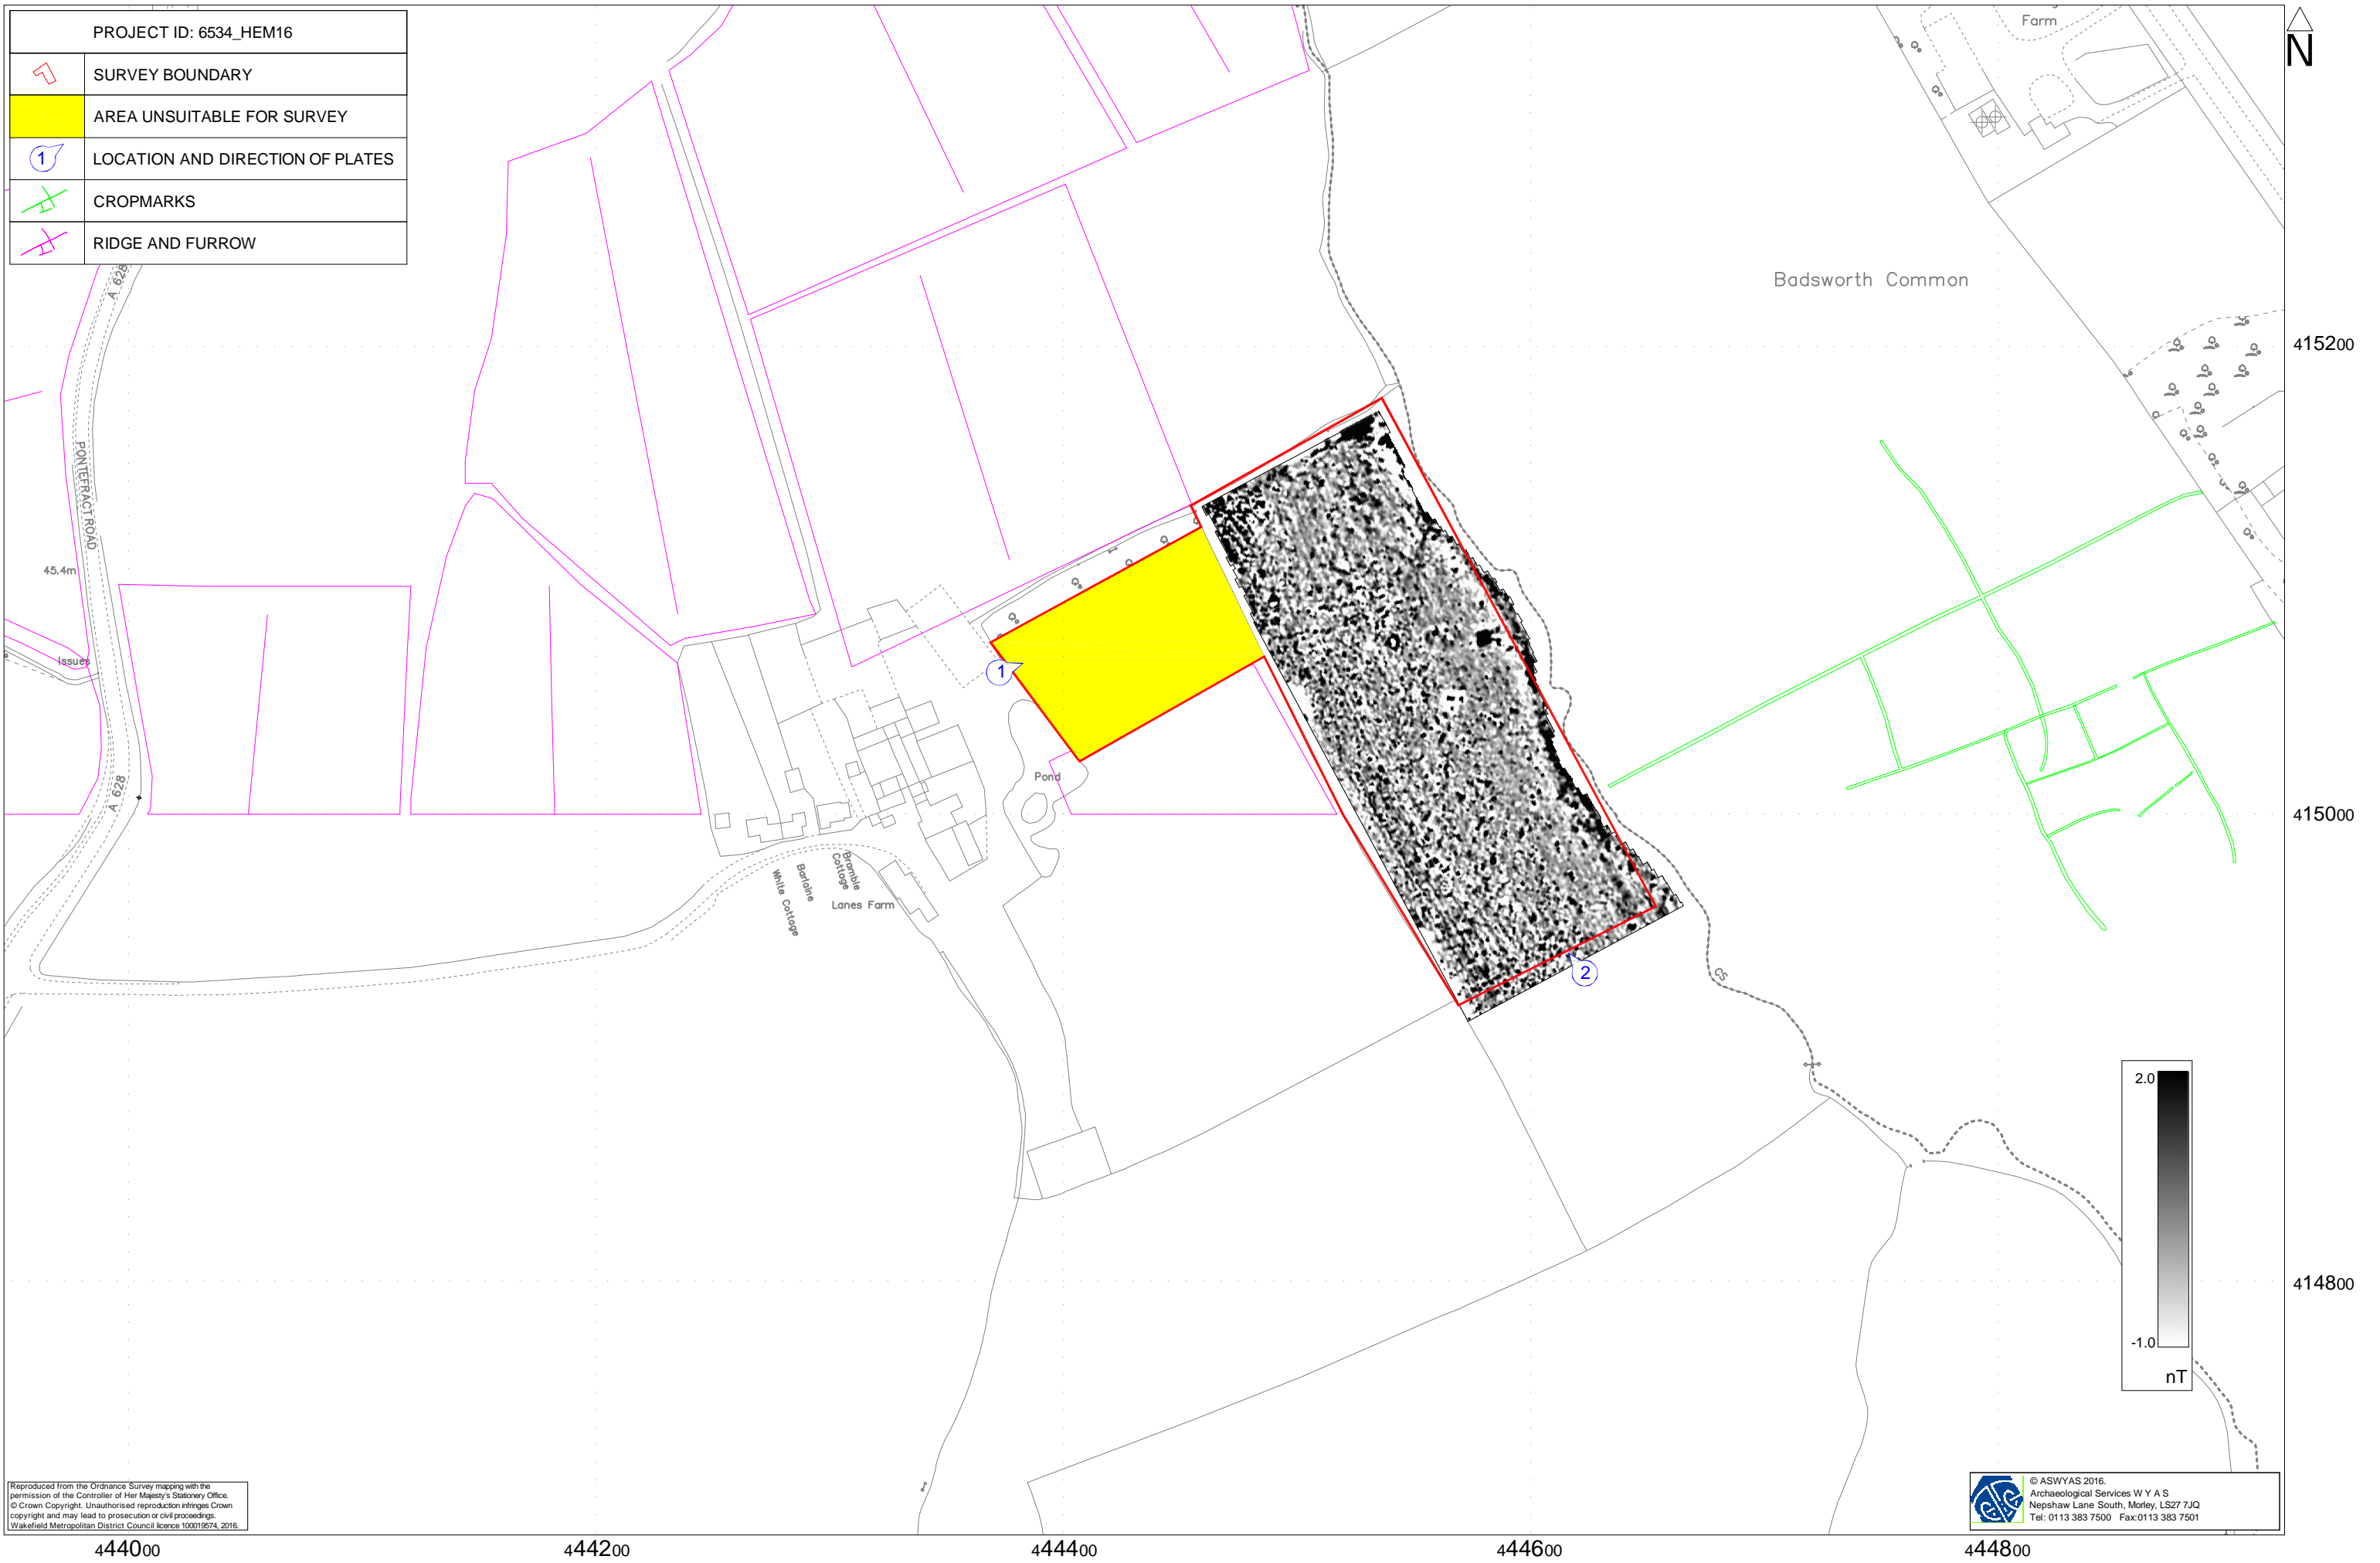 PROJECT ID: 6534_HEM16
SURVEY BOUNDARY
AREA UNSUITABLE FOR SURVEY
1 LOCATION AND DIRECTION OF PLATES
CROPMARKS
RIDGE AND FURROW
Farm
N
A 628
Badsworth Common
415200
PONTEFRACT ROAD
45.4m
Issues
1
A 628
Pond
415000
White Cottage
Barlaine
Bramble
Cottage
Lanes Farm
2
CS
2.0
-1.0
nT
414800
Reproduced from the Ordnance Survey mapping with the
permission of the Controller of Her Majesty's Stationery Office.
© Crown Copyright. Unauthorised reproduction infringes Crown
copyright and may lead to prosecution or civil proceedings.
Wakefield Metropolitan District Council licence 100019574, 2016.
© ASWYAS 2016.
Archaeological Services W Y A S
Nepshaw Lane South, Morley, LS27 7JQ
Tel: 0113 383 7500 Fax:0113 383 7501
444000
444200
444400
444600
444800